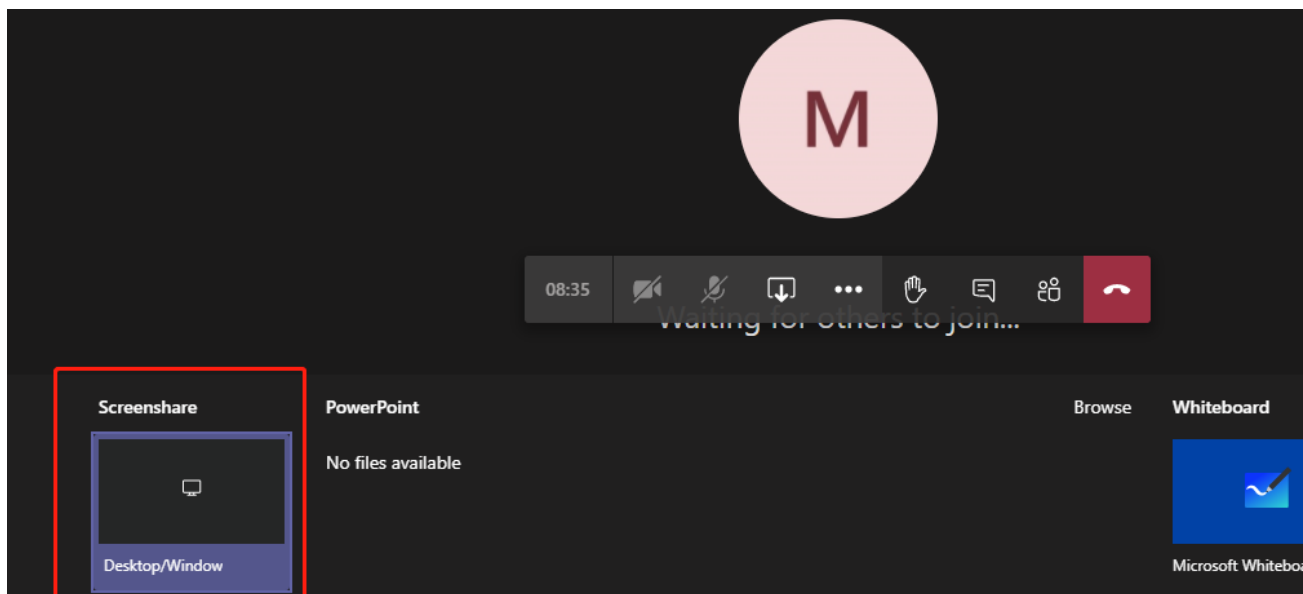 M
08:35
Waiting for others to join...
Screenshare
PowerPoint
Browse
Whiteboard
No files available
Desktop/Window
Microsoft Whiteboa